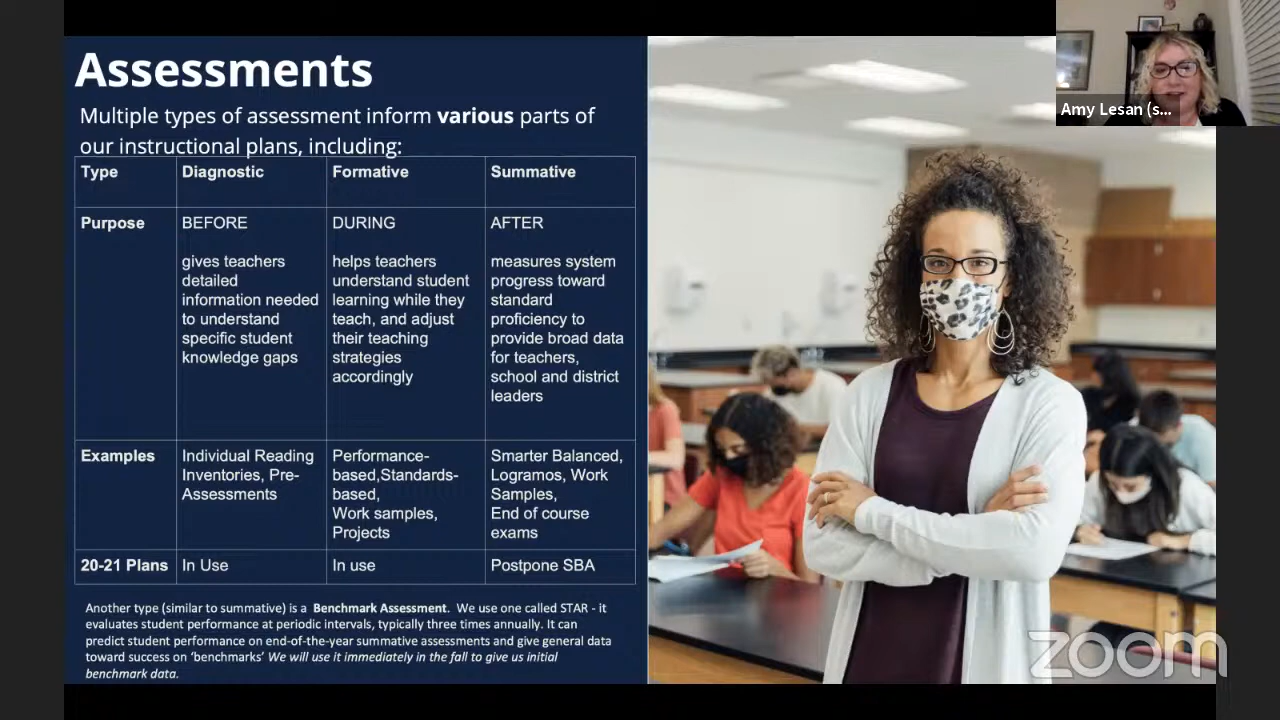 Assessments
Multiple types of assessment inform various parts of
our instructional plans, including:
Type
Diagnostic
Formative
Summative
Purpose
BEFORE
gives teachers
detailed
information needed
to understand
specific student
knowledge gaps
DURING
helps teachers
understand student
learning while they
teach, and adjust
their teaching
strategies
accordingly
AFTER
measures system
progress toward
standard
proficiency to
provide broad data
for teachers,
school and district
leaders
Examples
Individual Reading
Inventories, Pre-
Assessments
Performance-
based,Standards-
based,
Work samples,
Projects
Smarter Balanced,
Logramos, Work
Samples,
End of course
exams
20-21 Plans
In Use
In use
Postpone SBA
Another type (similar to summative) is a Benchmark Assessment. We use one called STAR - it
evaluates student performance at periodic intervals, typically three times annually. It can
predict student performance on end-of-the-year summative assessments and give general data
toward success on ‘benchmarks’ We will use it immediately in the fall to give us initial
benchmark data.
Amy Lesan (s...
zoom